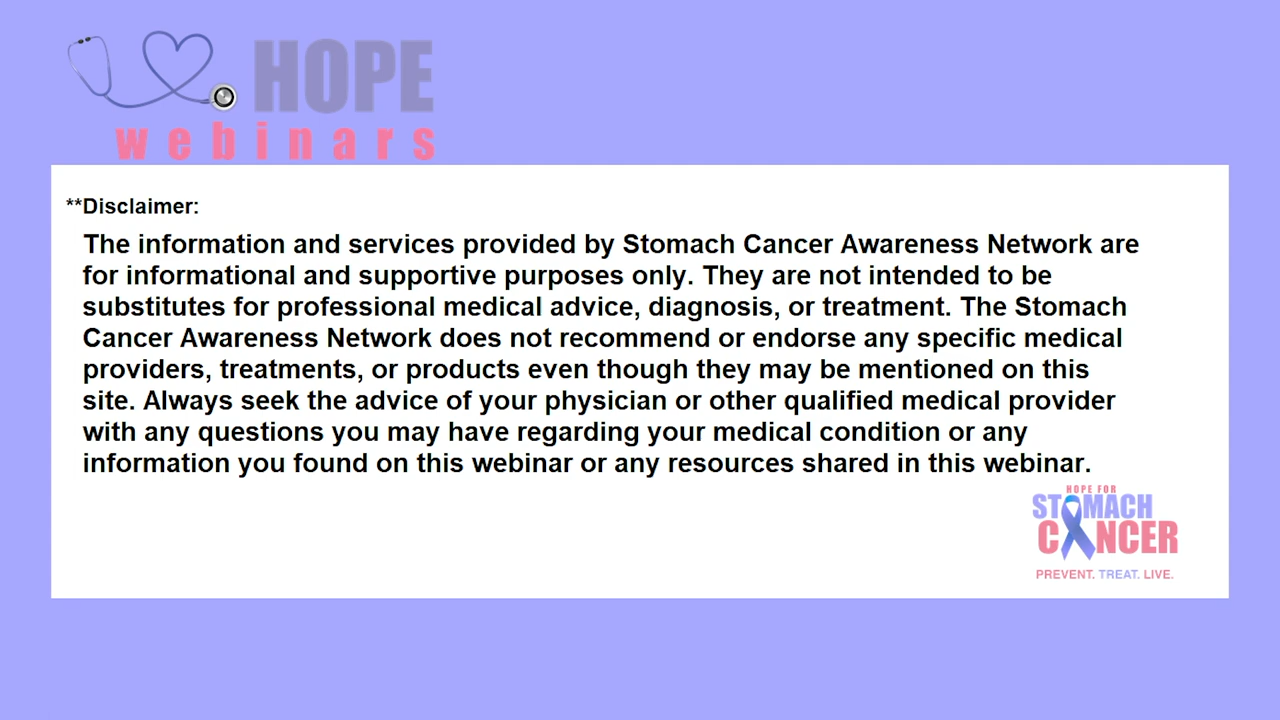 HOPE
webinars
**Disclaimer:
The information and services provided by Stomach Cancer Awareness Network are
for informational and supportive purposes only. They are not intended to be
substitutes for professional medical advice, diagnosis, or treatment. The Stomach
Cancer Awareness Network does not recommend or endorse any specific medical
providers, treatments, or products even though they may be mentioned on this
site. Always seek the advice of your physician or other qualified medical provider
with any questions you may have regarding your medical condition or any
information you found on this webinar or any resources shared in this webinar.
HOPE FOR
STOMACH
CANCER
PREVENT. TREAT. LIVE.